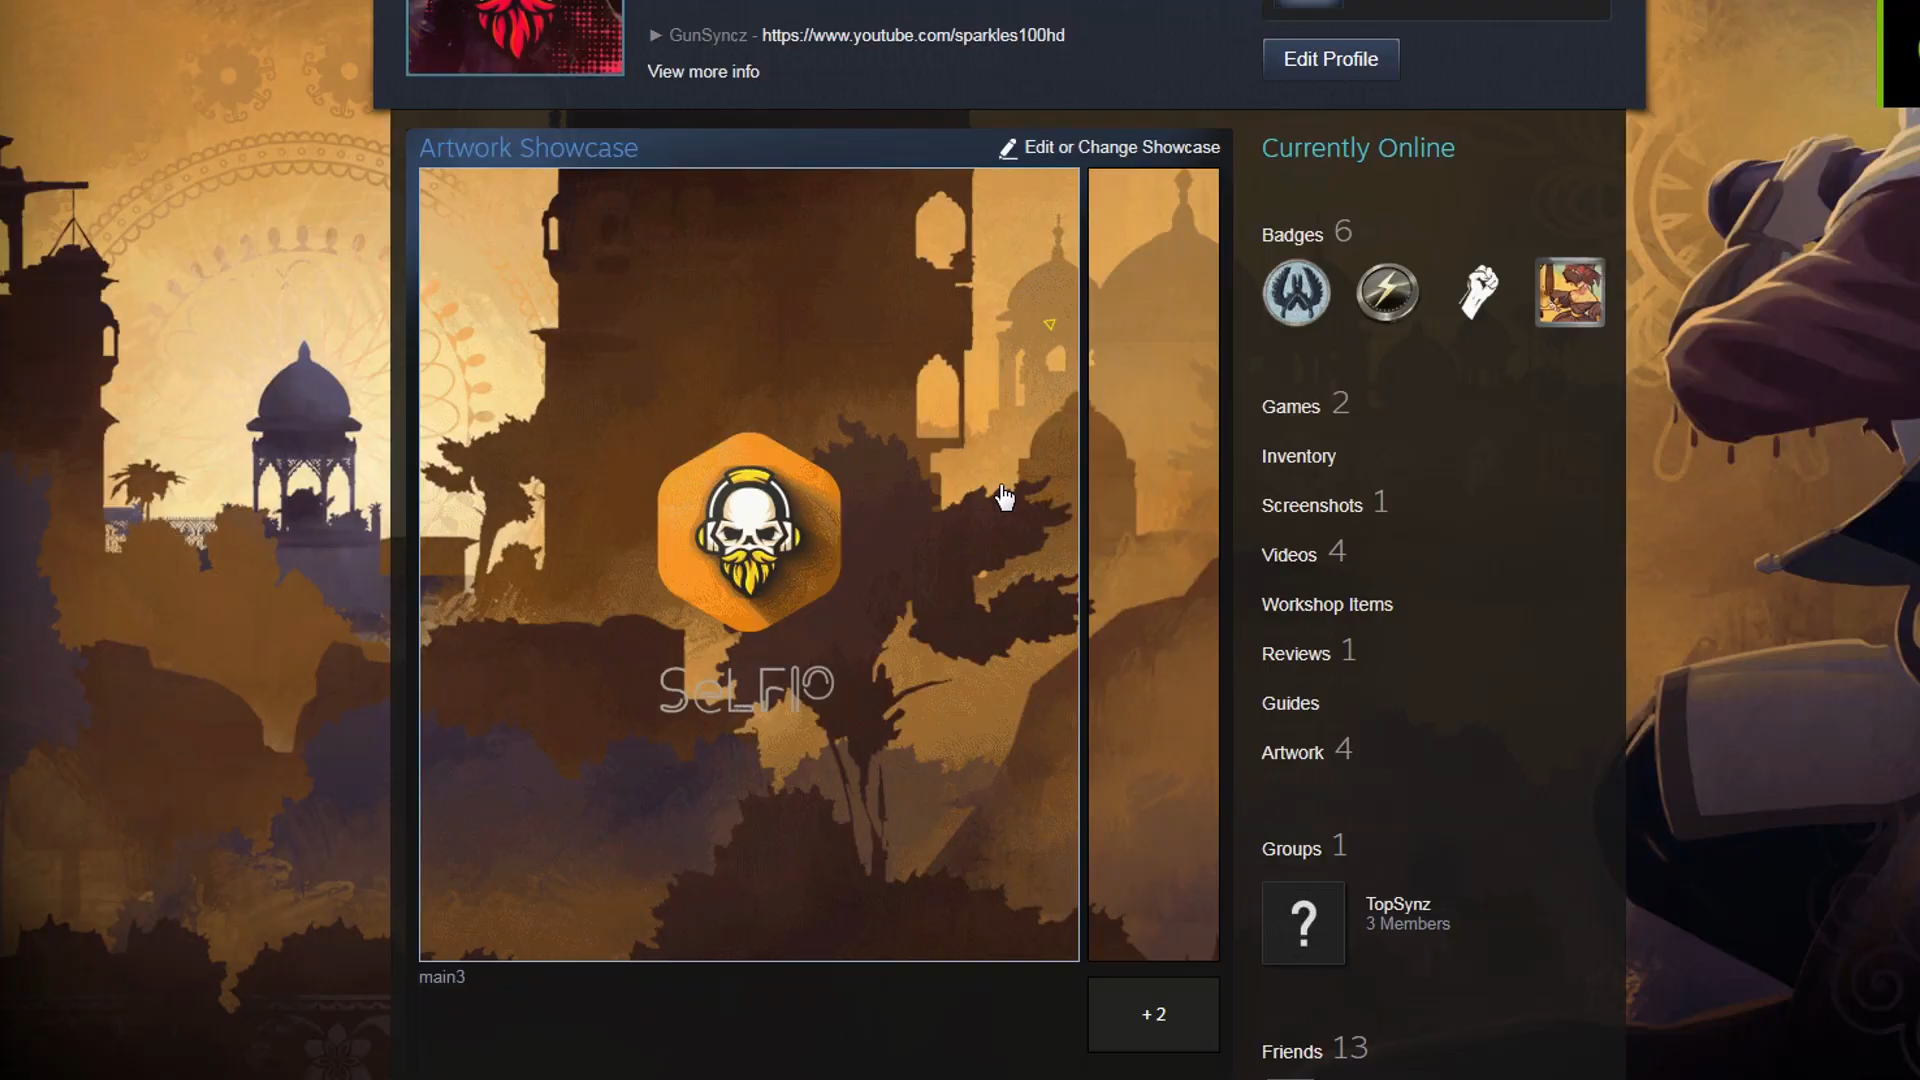 ► GunSyncz - https://www.youtube.com/sparkles100hd
View more info
Edit Profile
Artwork Showcase
Edit or Change Showcase
Currently Online
Badges 6
Games 2
Inventory
Screenshots 1
Videos 4
Workshop Items
Reviews 1
Guides
Artwork 4
Groups 1
?
TopSynz
3 Members
Friends 13
SeLFIO
main3
+ 2